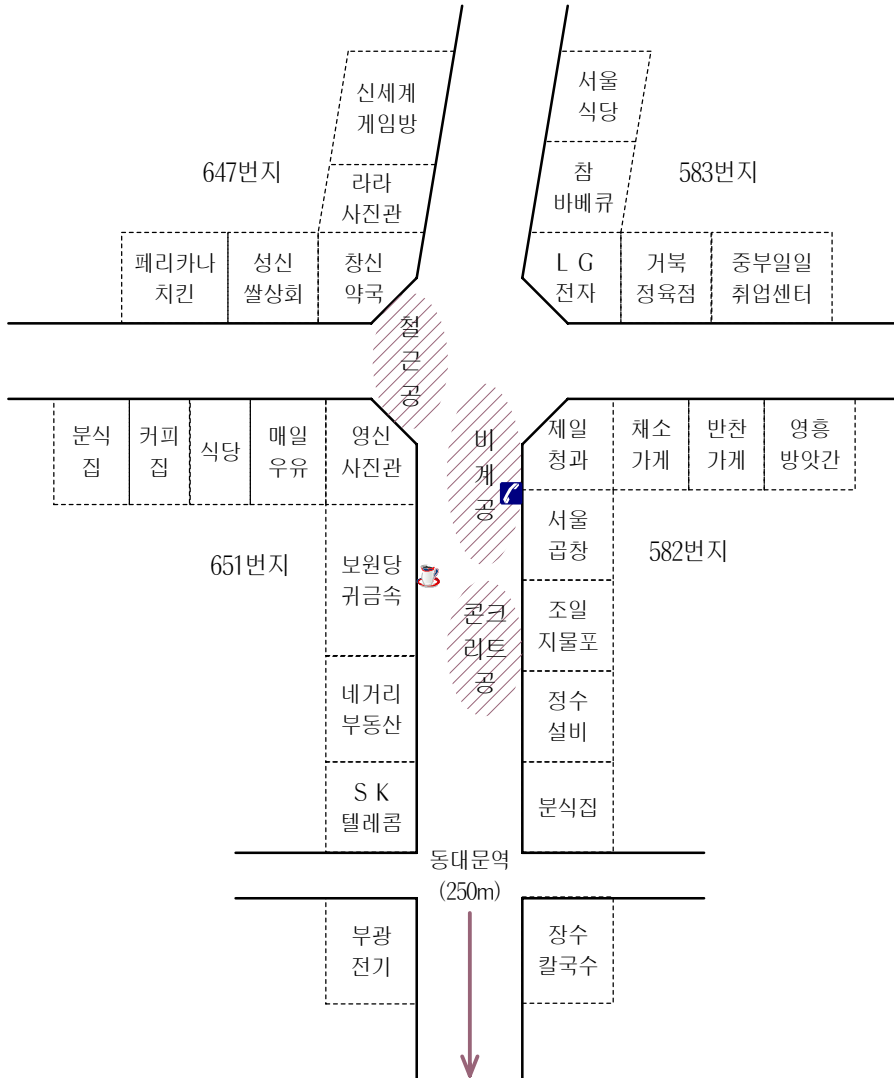 신세계
게임방
서울
식당
647번지
라라
사진관
참
바베큐
583번지
페리카나
치킨
성신
쌀상회
창신
약국
L G
전자
거북
정육점
중부일일
취업센터
철
근
공
분식
집
커피
집
식당
매일
우유
영신
사진관
비
계
공
제일
청과
채소
가게
반찬
가게
영흥
방앗간
651번지
보원당
귀금속
서울
곱창
582번지
콘크
리트
공
조일
지물포
네거리
부동산
정수
설비
S K
텔레콤
분식집
동대문역
(250m)
부광
전기
장수
칼국수